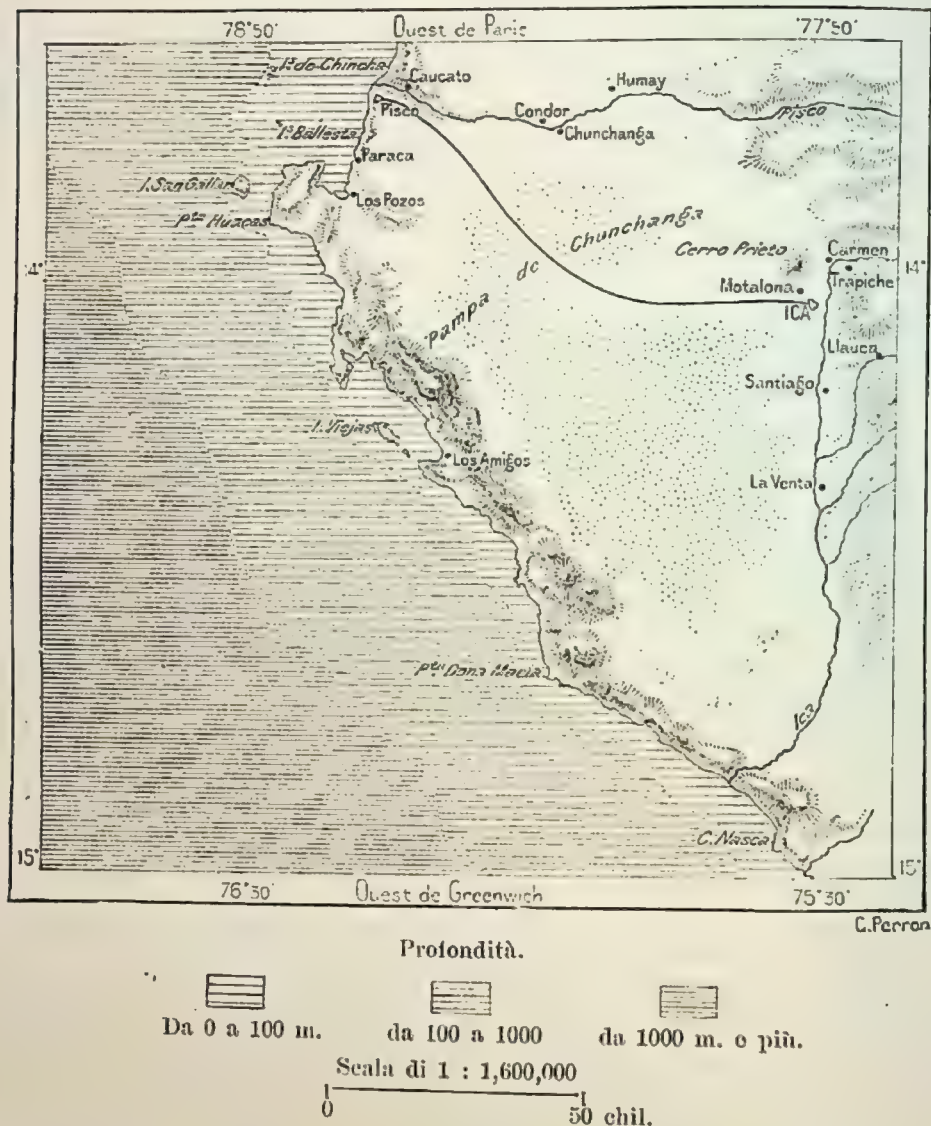 78°50'
Ouest de Paris
77°50'
Is. de Chincha
Caucato
Humay
Pisco
Condor
Pisco
Is. Ballesta
Chunchanga
Paraca
I. San Gallan
Los Pozos
Pta Huacas
Chunchanga
Cerro Prieto
Carmen
14°
de
14°
Motalona
Trapiche
ICA
Pampa
Llauca
Santiago
I. Viejas
Los Amigos
La Venta
Pta Dona Maria
Ica
C. Nasca
15°
15°
76°30'
Ouest de Greenwich
75°30'
C. Perron
Profondità.
Da 0 a 100 m.
da 100 a 1000
da 1000 m. e più.
Scala di 1 : 1,600,000
0
50 chil.